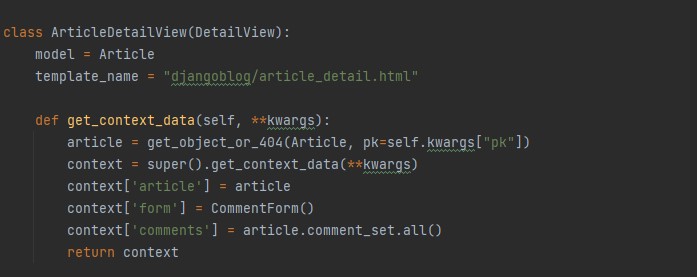 class ArticleDetailView(DetailView):
    model = Article
    template_name = "djangoblog/article_detail.html"
    def get_context_data(self, **kwargs):
        article = get_object_or_404(Article, pk=self.kwargs["pk"])
        context = super().get_context_data(**kwargs)
        context['article'] = article
        context['form'] = CommentForm()
        context['comments'] = article.comment_set.all()
        return context